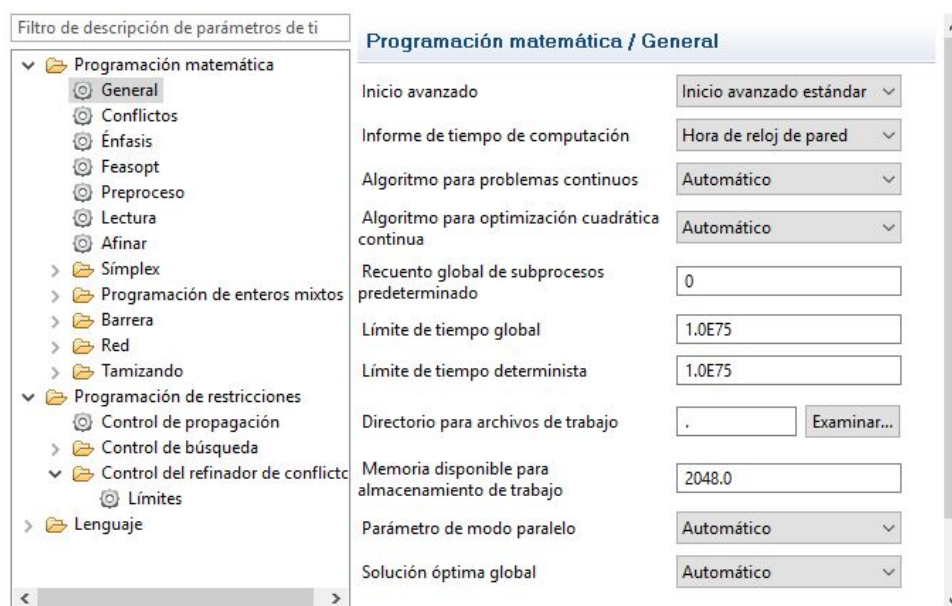 Filtro de descripción de parámetros de ti
Programación matemática
General
Conflictos
Énfasis
Feasopt
Preproceso
Lectura
Afinar
Símplex
Programación de enteros mixtos
Barrera
Red
Tamizando
Programación de restricciones
Control de propagación
Control de búsqueda
Control del refinador de conflictc
Límites
Lenguaje
Programación matemática / General
Inicio avanzado
Inicio avanzado estándar
Informe de tiempo de computación
Hora de reloj de pared
Algoritmo para problemas continuos
Automático
Algoritmo para optimización cuadrática
continua
Automático
Recuento global de subprocesos
predeterminado
0
Límite de tiempo global
1.0E75
Límite de tiempo determinista
1.0E75
Directorio para archivos de trabajo
.
Examinar...
Memoria disponible para
almacenamiento de trabajo
2048.0
Parámetro de modo paralelo
Automático
Solución óptima global
Automático